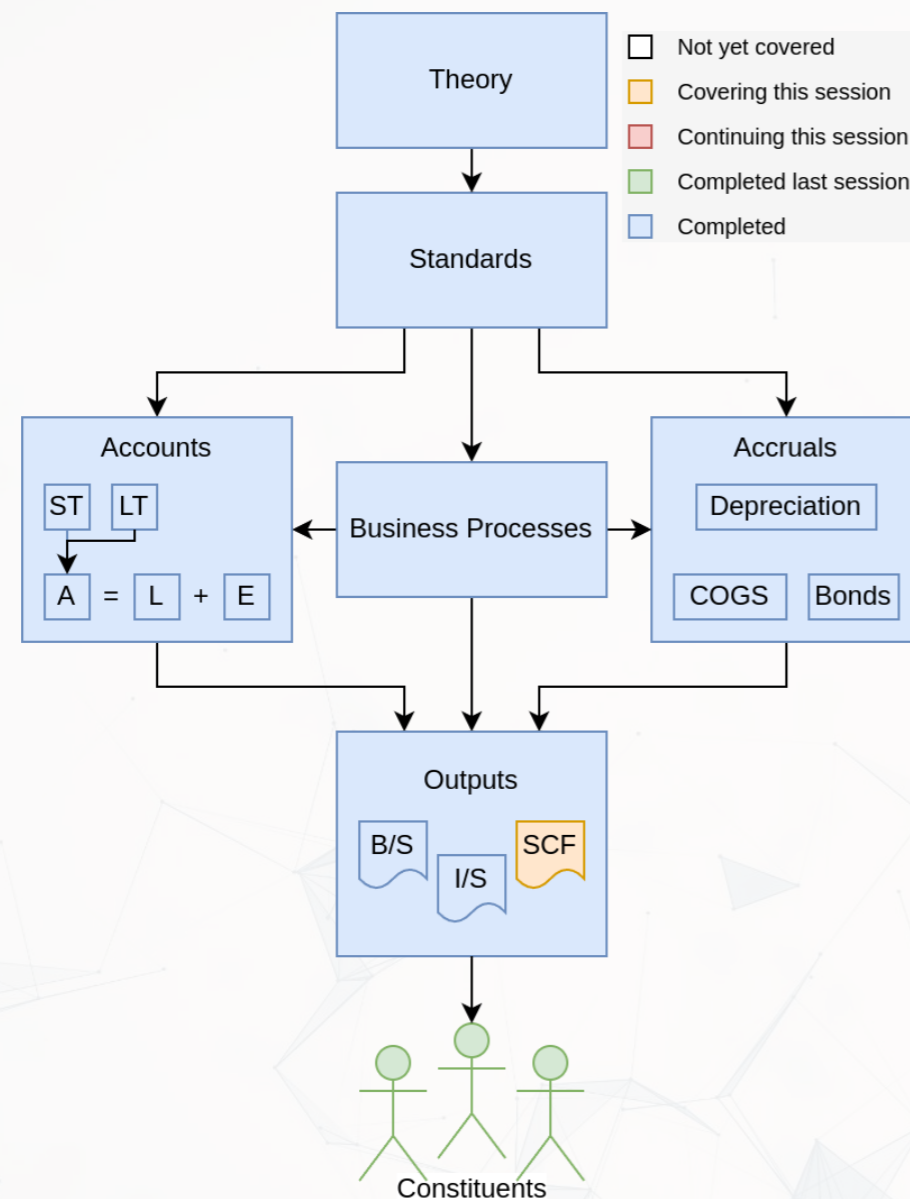 Theory
Not yet covered
Covering this session
Continuing this session
Completed last session
Completed
Standards
Accounts
ST LT
A = L + E
Business Processes
Accruals
Depreciation
COGS Bonds
Outputs
B/S
I/S
SCF
Constituents